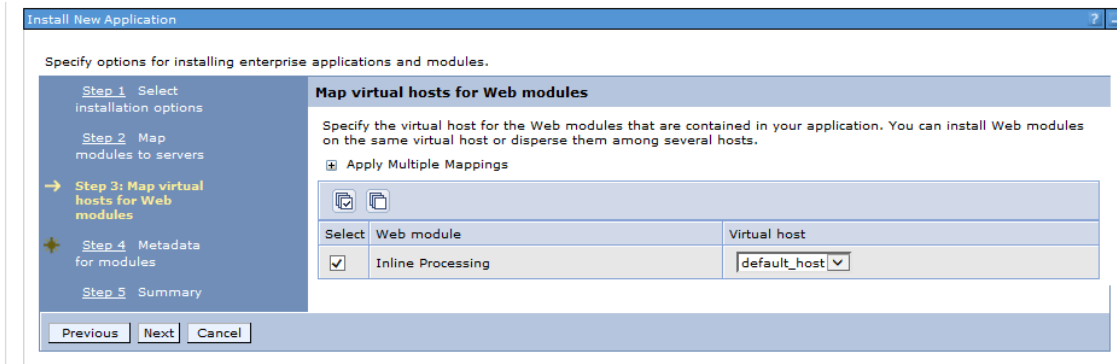 Install New Application
?
Specify options for installing enterprise applications and modules.
Step 1 Select
installation options
Step 2 Map
modules to servers
Step 3: Map virtual
hosts for Web
modules
Step 4 Metadata
for modules
Step 5 Summary
Map virtual hosts for Web modules
Specify the virtual host for the Web modules that are contained in your application. You can install Web modules
on the same virtual host or disperse them among several hosts.
Apply Multiple Mappings
Select Web module Virtual host
Inline Processing default_host
Previous Next Cancel